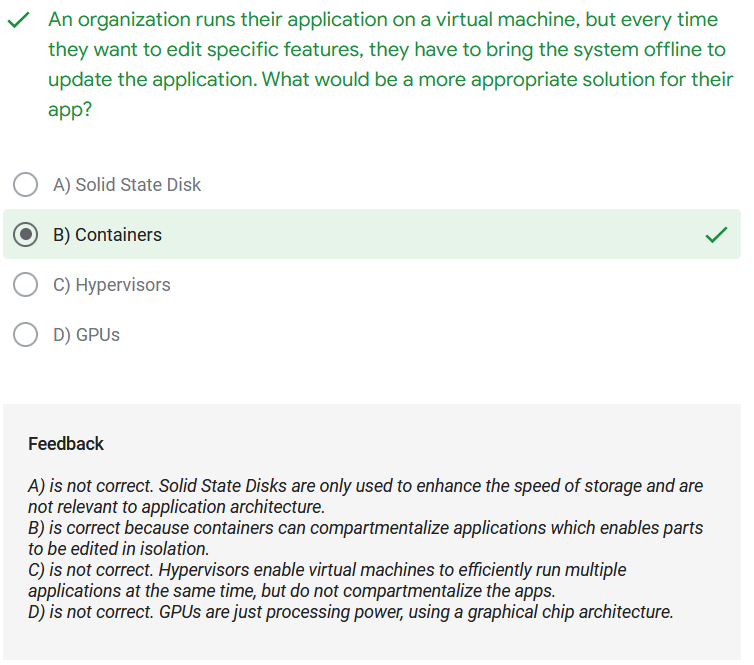 An organization runs their application on a virtual machine, but every time
they want to edit specific features, they have to bring the system offline to
update the application. What would be a more appropriate solution for their
app?
A) Solid State Disk
B) Containers
C) Hypervisors
D) GPUs
Feedback
A) is not correct. Solid State Disks are only used to enhance the speed of storage and are
not relevant to application architecture.
B) is correct because containers can compartmentalize applications which enables parts
to be edited in isolation.
C) is not correct. Hypervisors enable virtual machines to efficiently run multiple
applications at the same time, but do not compartmentalize the apps.
D) is not correct. GPUs are just processing power, using a graphical chip architecture.